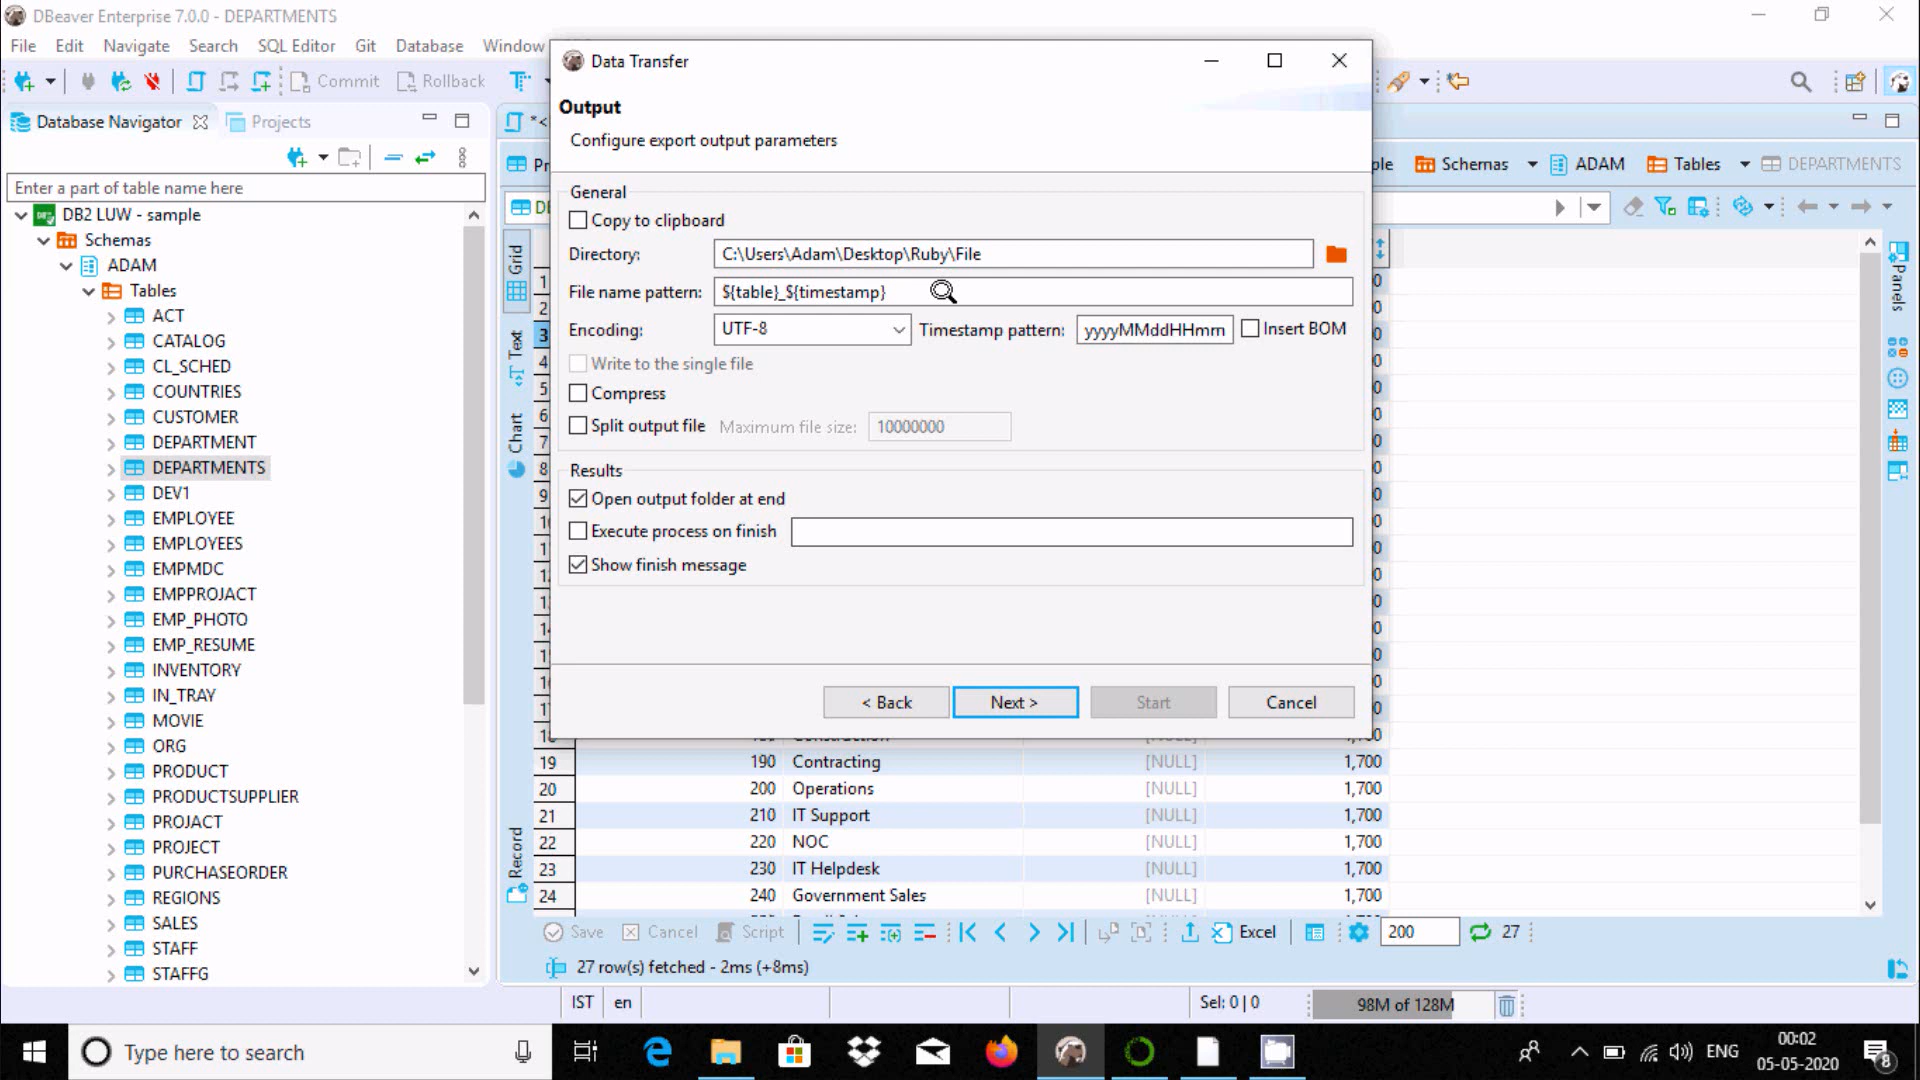 DBeaver Enterprise 7.0.0 - DEPARTMENTS
File Edit Navigate Search SQL Editor Git Database Window
Commit Rollback
Database Navigator Projects
Enter a part of table name here
DB2 LUW - sample
Schemas
ADAM
Tables
ACT
CATALOG
CL_SCHED
COUNTRIES
CUSTOMER
DEPARTMENT
DEPARTMENTS
DEV1
EMPLOYEE
EMPLOYEES
EMPMDC
EMPPROJACT
EMP_PHOTO
EMP_RESUME
INVENTORY
IN_TRAY
MOVIE
ORG
PRODUCT
PRODUCTSUPPLIER
PROJACT
PROJECT
PURCHASEORDER
REGIONS
SALES
STAFF
STAFFG
Data Transfer
Output
Configure export output parameters
General
Copy to clipboard
Directory: C:\Users\Adam\Desktop\Ruby\File
File name pattern: ${table}_${timestamp}
Encoding: UTF-8 Timestamp pattern: yyyyMMddHHmm Insert BOM
Write to the single file
Compress
Split output file Maximum file size: 10000000
Results
Open output folder at end
Execute process on finish
Show finish message
< Back Next > Start Cancel
Schemas ADAM Tables DEPARTMENTS
Grid
Text
Chart
Record
Panels
1
2
3
4
5
6
7
8
9
19 190 Contracting [NULL] 1,700
20 200 Operations [NULL] 1,700
21 210 IT Support [NULL] 1,700
22 220 NOC [NULL] 1,700
23 230 IT Helpdesk [NULL] 1,700
24 240 Government Sales [NULL] 1,700
Save Cancel Script Excel 200 27
27 row(s) fetched - 2ms (+8ms)
IST en Sel: 0 | 0 98M of 128M
Type here to search
ENG
00:02
05-05-2020
8